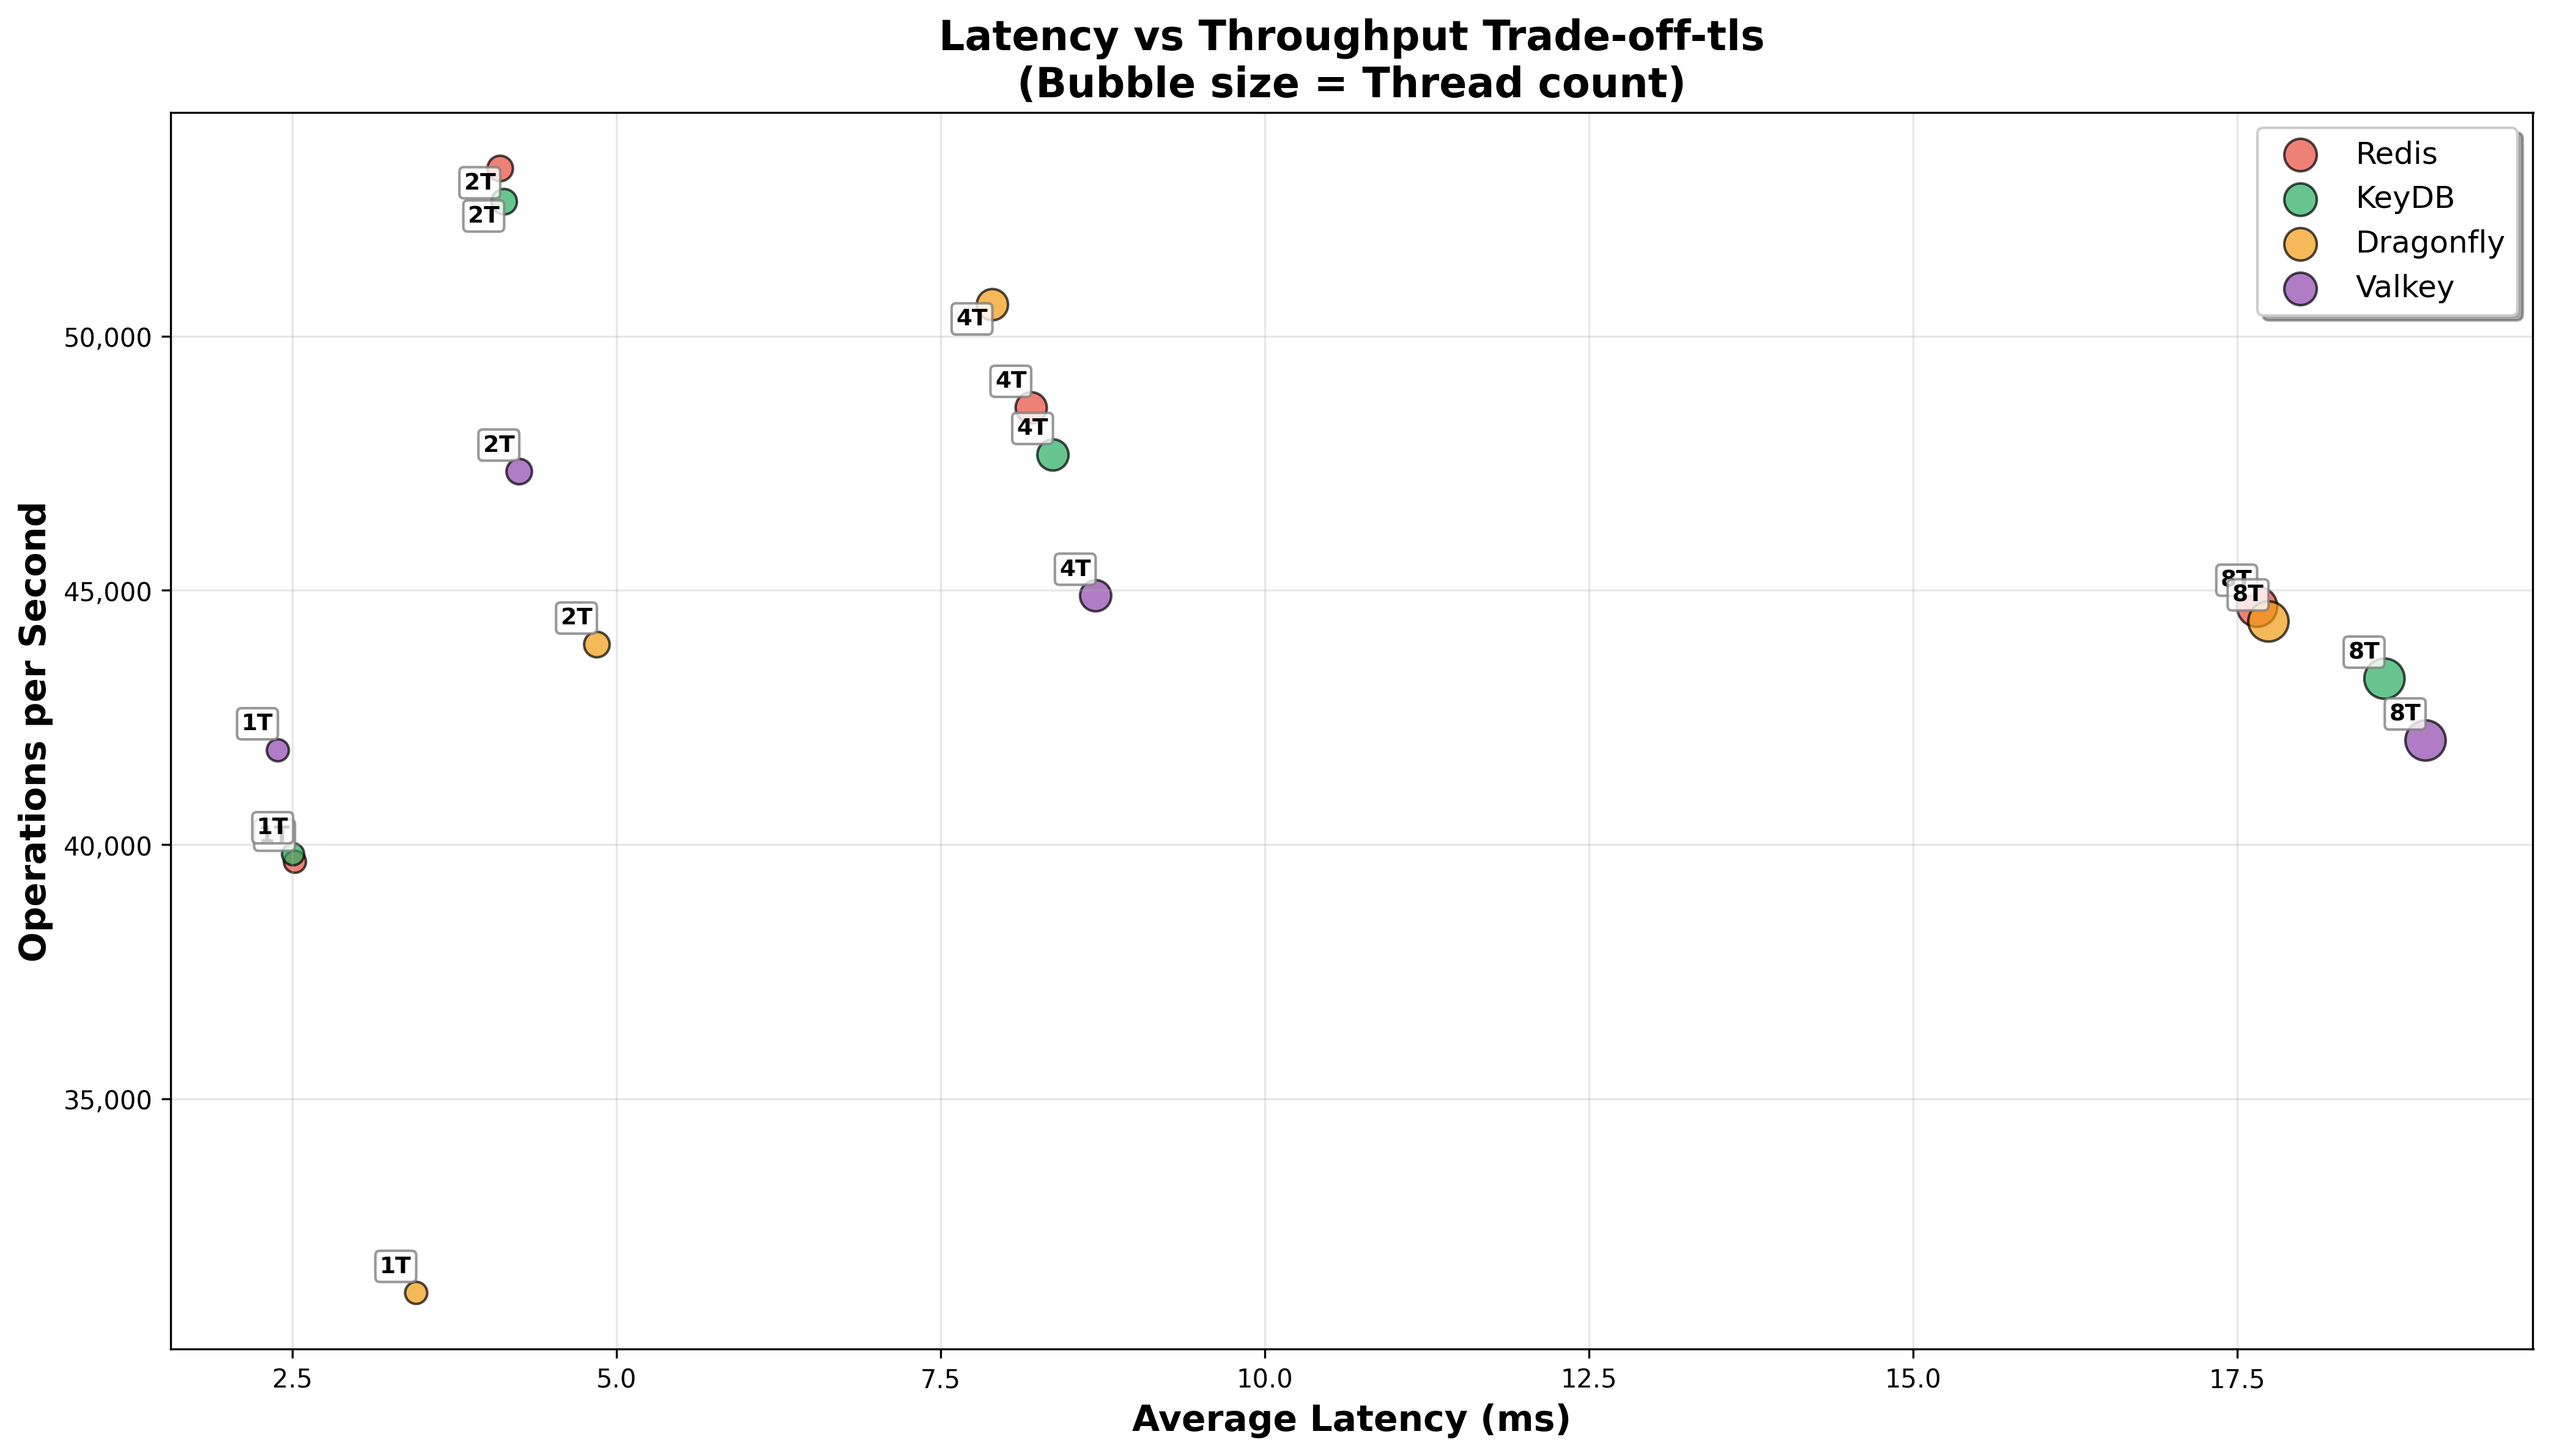 Latency vs Throughput Trade-off-tls
(Bubble size = Thread count)
Redis
KeyDB
Dragonfly
Valkey
2T
2T
4T
4T
4T
2T
4T
8T
8T
2T
8T
8T
1T
1T
1T
50,000
45,000
40,000
35,000
Operations per Second
2.5
5.0
7.5
10.0
12.5
15.0
17.5
Average Latency (ms)